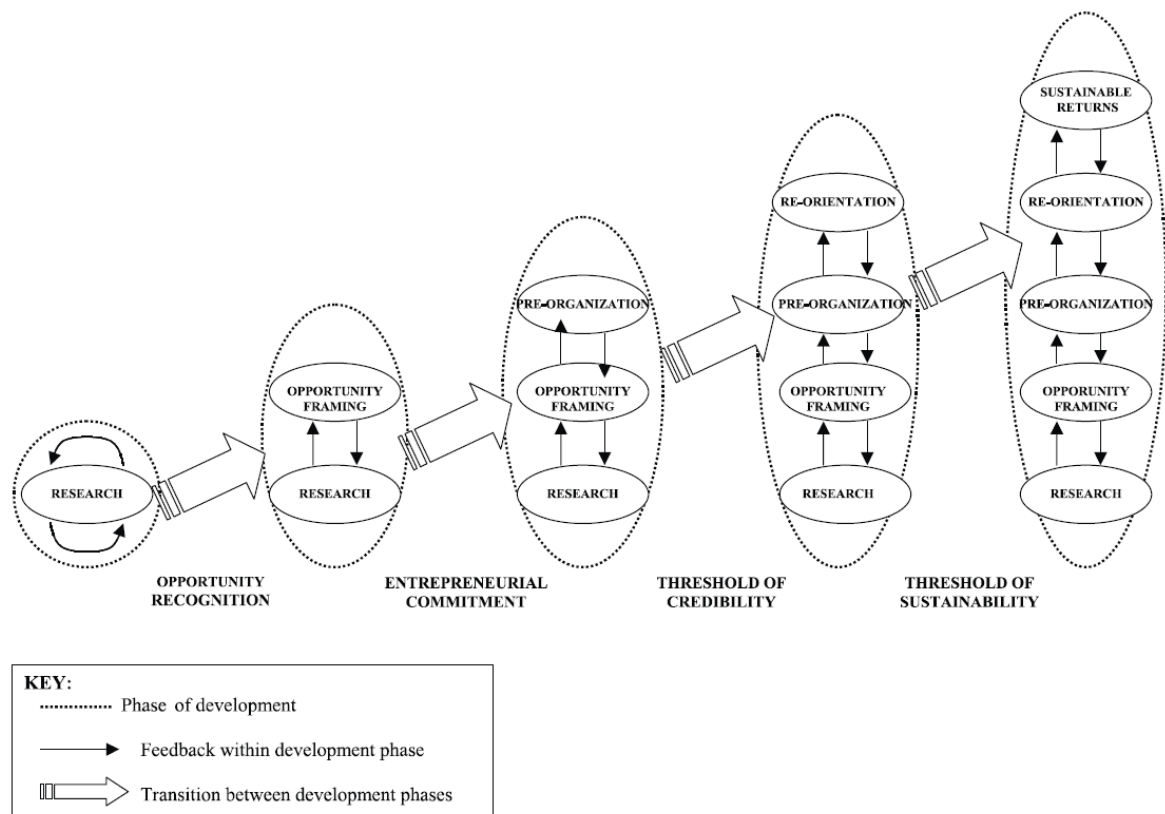 SUSTAINABLE
RETURNS
RE-ORIENTATION
RE-ORIENTATION
PRE-ORGANIZATION
PRE-ORGANIZATION
PRE-ORGANIZATION
OPPORTUNITY
FRAMING
OPPORTUNITY
FRAMING
OPPORTUNITY
FRAMING
OPPORUNITY
FRAMING
RESEARCH
RESEARCH
RESEARCH
RESEARCH
RESEARCH
OPPORTUNITY
RECOGNITION
ENTREPRENEURIAL
COMMITMENT
THRESHOLD OF
CREDIBILITY
THRESHOLD OF
SUSTAINABILITY
KEY:
Phase of development
Feedback within development phase
Transition between development phases